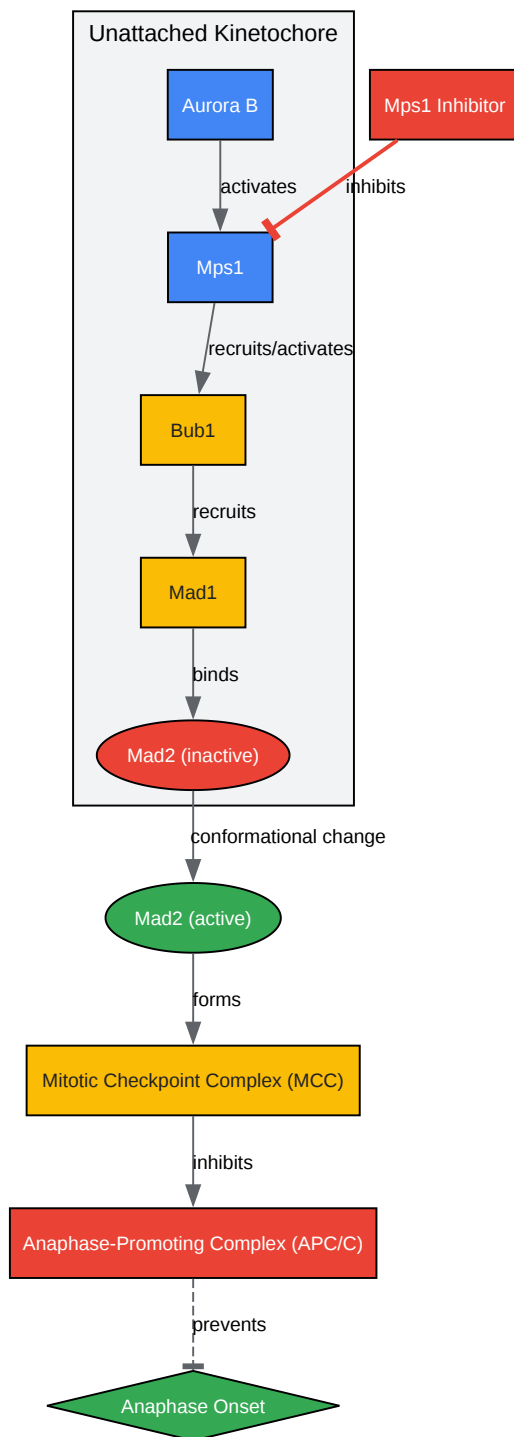 Unattached Kinetochore
Aurora B
Mps1 Inhibitor
activates
inhibits
Mps1
recruits/activates
Bub1
recruits
Mad1
binds
Mad2 (inactive)
conformational change
Mad2 (active)
forms
Mitotic Checkpoint Complex (MCC)
inhibits
Anaphase-Promoting Complex (APC/C)
prevents
Anaphase Onset